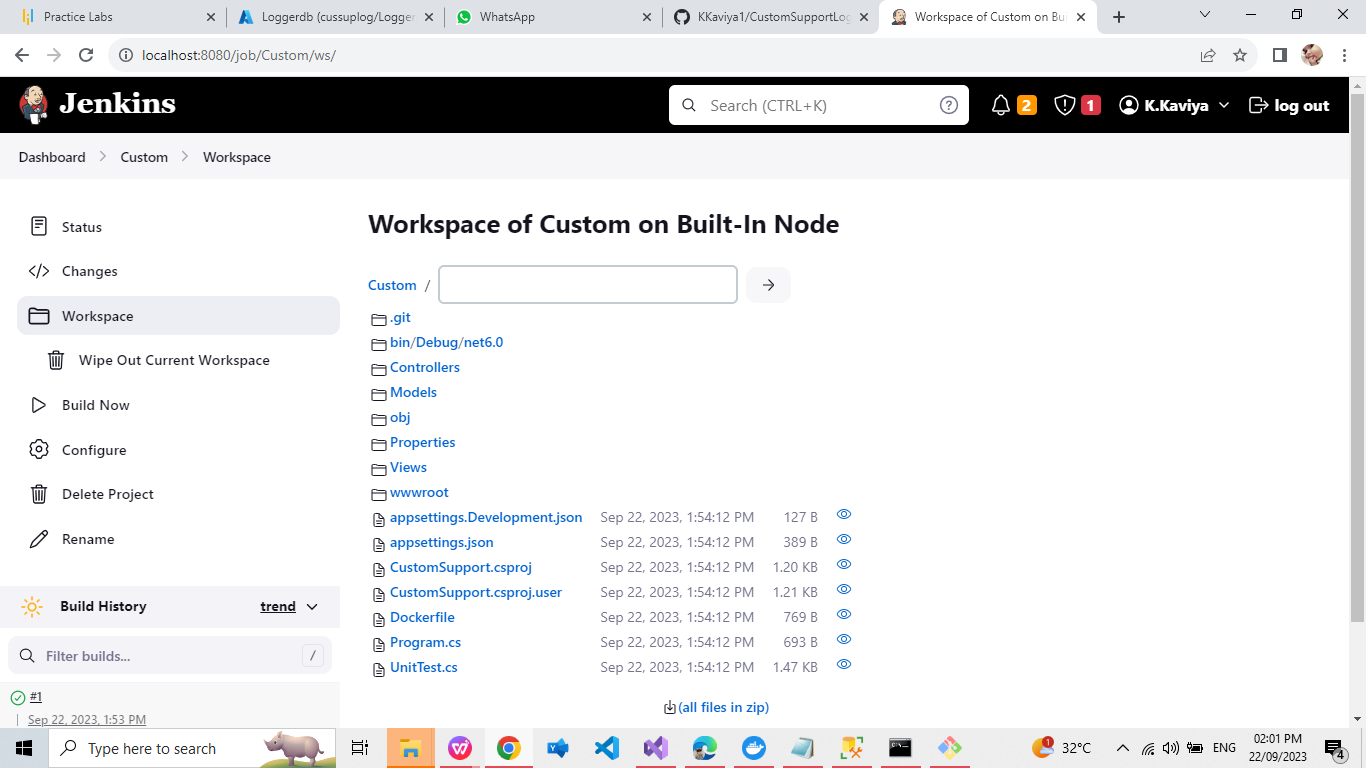 Practice Labs
Loggerdb (cussuplog/Logger
WhatsApp
KKaviya1/CustomSupportLog
Workspace of Custom on Bui
localhost:8080/job/Custom/ws/
Jenkins
Search (CTRL+K)
2
1
K.Kaviya
log out
Dashboard
Custom
Workspace
Status
Changes
Workspace
Wipe Out Current Workspace
Build Now
Configure
Delete Project
Rename
Build History
trend
Filter builds...
/
#1
Sep 22, 2023, 1:53 PM
Workspace of Custom on Built-In Node
Custom /
.git
bin/Debug/net6.0
Controllers
Models
obj
Properties
Views
wwwroot
appsettings.Development.json Sep 22, 2023, 1:54:12 PM 127 B
appsettings.json Sep 22, 2023, 1:54:12 PM 389 B
CustomSupport.csproj Sep 22, 2023, 1:54:12 PM 1.20 KB
CustomSupport.csproj.user Sep 22, 2023, 1:54:12 PM 1.21 KB
Dockerfile Sep 22, 2023, 1:54:12 PM 769 B
Program.cs Sep 22, 2023, 1:54:12 PM 693 B
UnitTest.cs Sep 22, 2023, 1:54:12 PM 1.47 KB
(all files in zip)
Type here to search
1
32°C
ENG
02:01 PM
22/09/2023
4